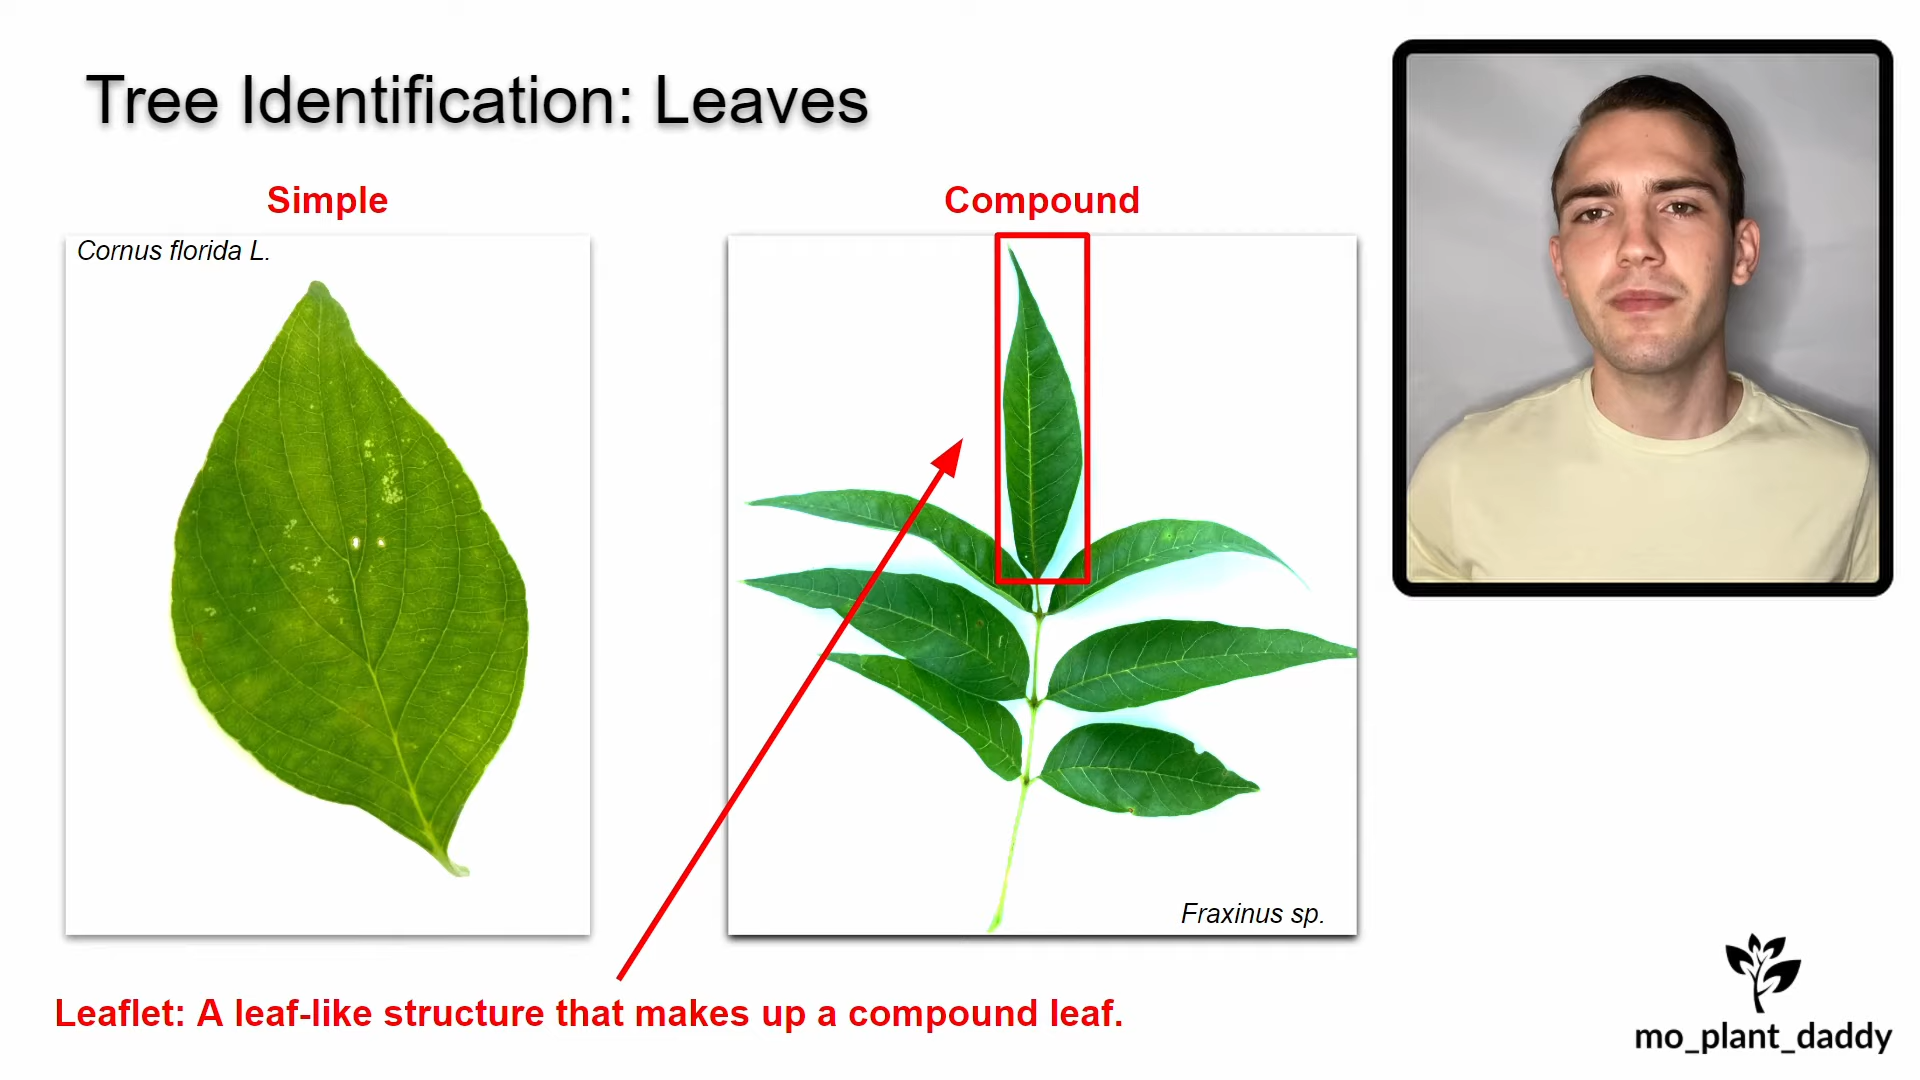 Tree Identification: Leaves
Simple
Compound
Cornus florida L.
Fraxinus sp.
Leaflet: A leaf-like structure that makes up a compound leaf.
mo_plant_daddy